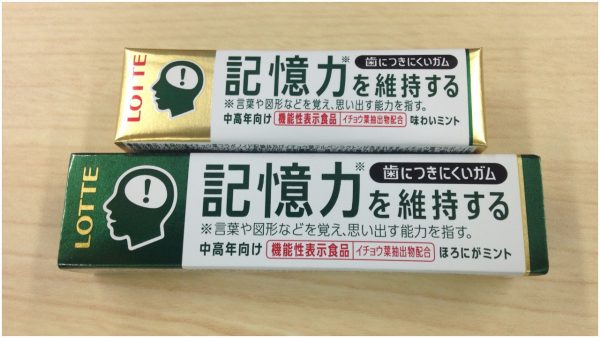 LOTTE
記憶力※を維持する
歯につきにくいガム
※言葉や図形などを覚え、思い出す能力を指す。
中高年向け 機能性表示食品 イチョウ葉抽出物配合 味わいミント
LOTTE
記憶力※を維持する
歯につきにくいガム
※言葉や図形などを覚え、思い出す能力を指す。
中高年向け 機能性表示食品 イチョウ葉抽出物配合 ほろにがミント